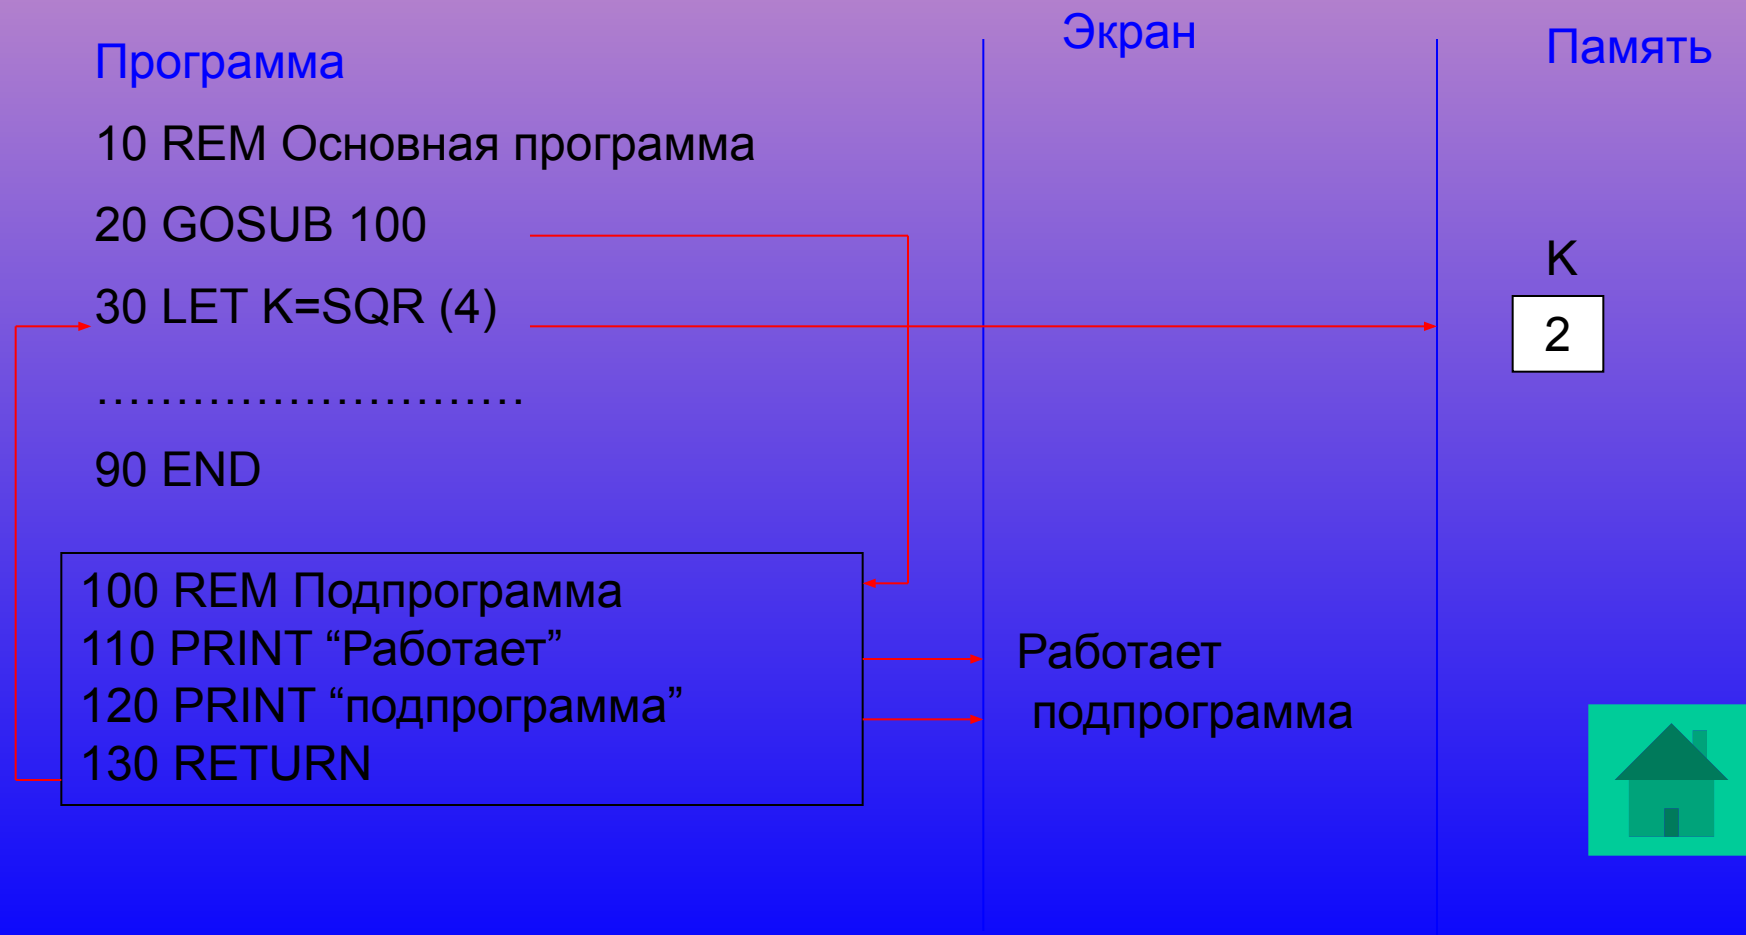 Программа
10 REM Основная программа
20 GOSUB 100
30 LET K=SQR (4)
………………………
90 END
100 REM Подпрограмма
110 PRINT “Работает”
120 PRINT “подпрограмма”
130 RETURN
Экран
Работает
подпрограмма
Память
K
2